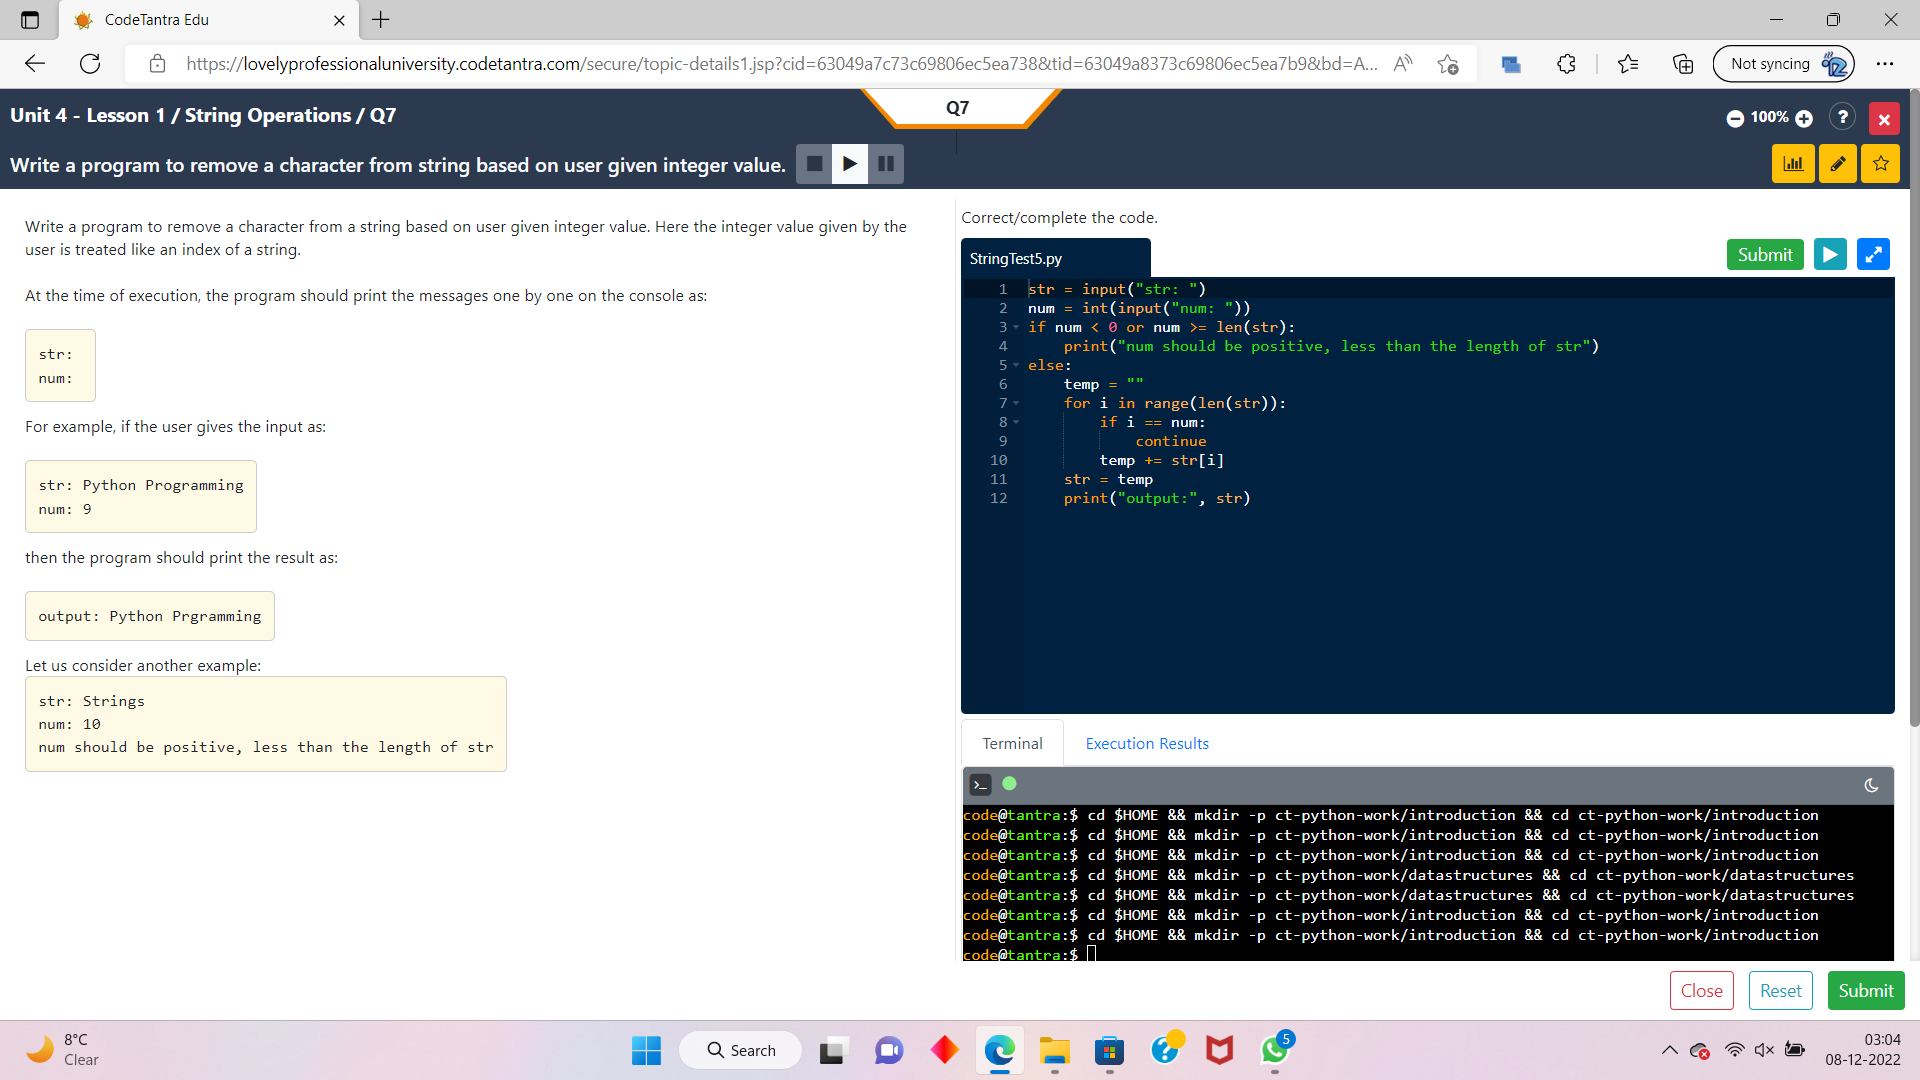 CodeTantra Edu
https://lovelyprofessionaluniversity.codetantra.com/secure/topic-details1.jsp?cid=63049a7c73c69806ec5ea738&tid=63049a8373c69806ec5ea7b9&bd=A...
Not syncing
Unit 4 - Lesson 1 / String Operations / Q7
Q7
100%
?
Write a program to remove a character from string based on user given integer value.
Write a program to remove a character from a string based on user given integer value. Here the integer value given by the
user is treated like an index of a string.
At the time of execution, the program should print the messages one by one on the console as:
str:
num:
For example, if the user gives the input as:
str: Python Programming
num: 9
then the program should print the result as:
output: Python Prgramming
Let us consider another example:
str: Strings
num: 10
num should be positive, less than the length of str
Correct/complete the code.
StringTest5.py
Submit
1 str = input("str: ")
2 num = int(input("num: "))
3 if num < 0 or num >= len(str):
4 print("num should be positive, less than the length of str")
5 else:
6 temp = ""
7 for i in range(len(str)):
8 if i == num:
9 continue
10 temp += str[i]
11 str = temp
12 print("output:", str)
Terminal
Execution Results
code@tantra:$ cd $HOME && mkdir -p ct-python-work/introduction && cd ct-python-work/introduction
code@tantra:$ cd $HOME && mkdir -p ct-python-work/introduction && cd ct-python-work/introduction
code@tantra:$ cd $HOME && mkdir -p ct-python-work/introduction && cd ct-python-work/introduction
code@tantra:$ cd $HOME && mkdir -p ct-python-work/datastructures && cd ct-python-work/datastructures
code@tantra:$ cd $HOME && mkdir -p ct-python-work/datastructures && cd ct-python-work/datastructures
code@tantra:$ cd $HOME && mkdir -p ct-python-work/introduction && cd ct-python-work/introduction
code@tantra:$ cd $HOME && mkdir -p ct-python-work/introduction && cd ct-python-work/introduction
code@tantra:$
Close
Reset
Submit
8°C
Clear
Search
5
03:04
08-12-2022